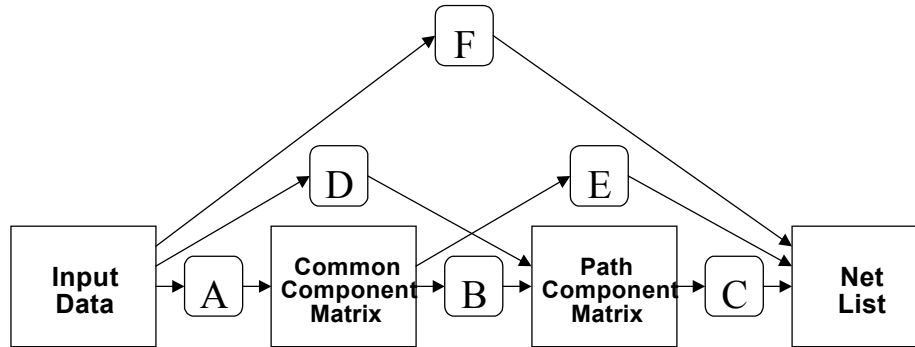 F
D
E
Input
Data
A
Common
Component
Matrix
B
Path
Component
Matrix
C
Net
List